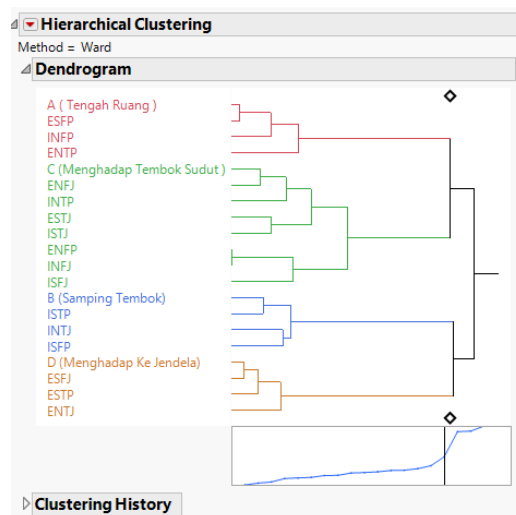 Hierarchical Clustering
Method = Ward
Dendrogram
A ( Tengah Ruang )
ESFP
INFP
ENTP
C (Menghadap Tembok Sudut )
ENFJ
INTP
ESTJ
ISTJ
ENFP
INFJ
ISFJ
B (Samping Tembok)
ISTP
INTJ
ISFP
D (Menghadap Ke Jendela)
ESFJ
ESTP
ENTJ
Clustering History